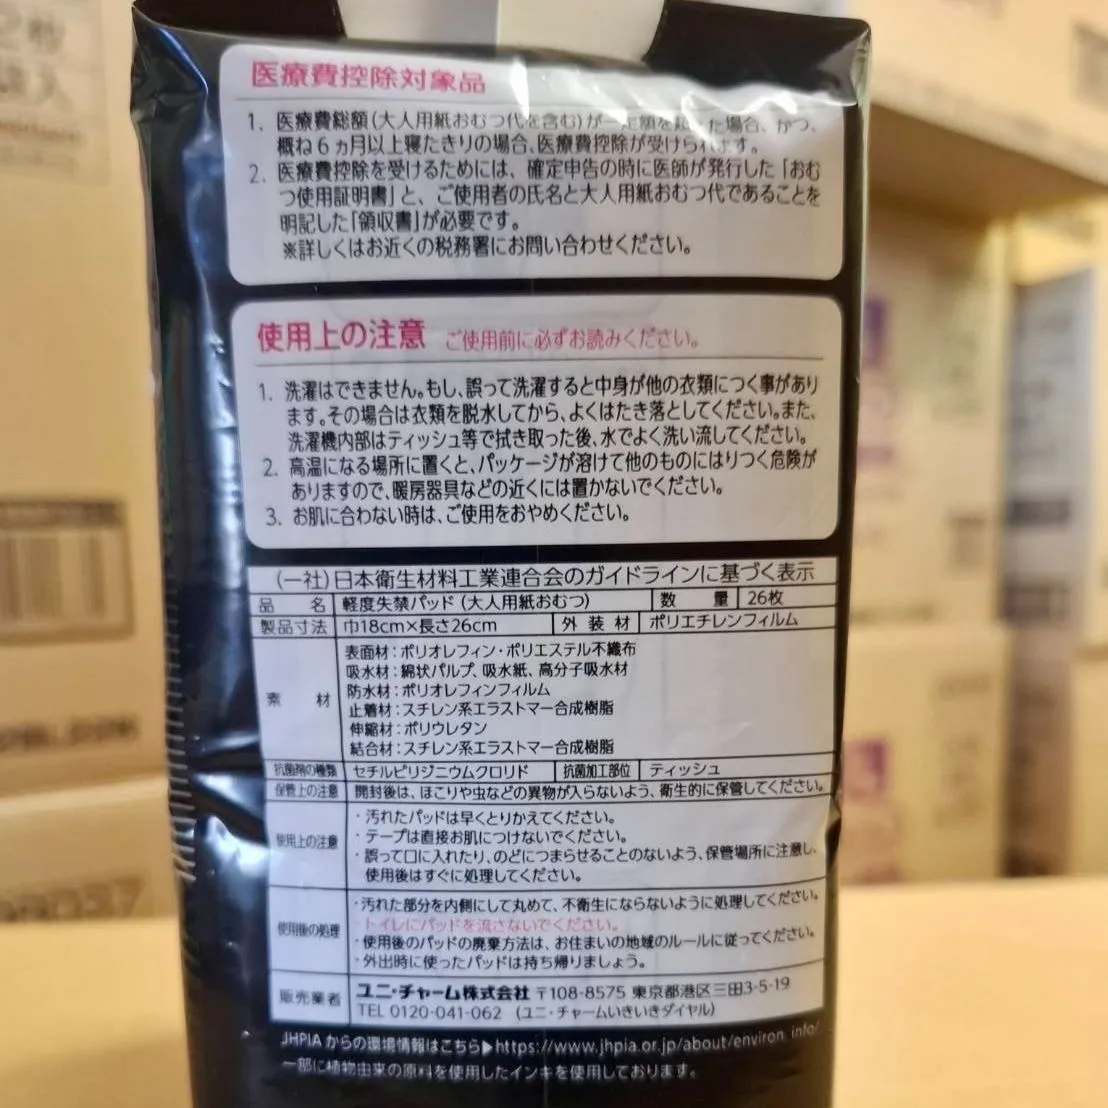 医療費控除対象品
1. 医療費総額(大人用紙おむつ代を含む)が一定額を超えた場合、かつ、
概ね6ヵ月以上寝たきりの場合、医療費控除が受けられます。
2. 医療費控除を受けるためには、確定申告の時に医師が発行した「おむ
つ使用証明書」と、ご使用者の氏名と大人用紙おむつ代であることを
明記した「領収書」が必要です。
※詳しくはお近くの税務署にお問い合わせください。
使用上の注意 ご使用前に必ずお読みください。
1. 洗濯はできません。もし、誤って洗濯すると中身が他の衣類につく事があり
ます。その場合は衣類を脱水してから、よくはたき落としてください。また、
洗濯機内部はティッシュ等で拭き取った後、水でよく洗い流してください。
2. 高温になる場所に置くと、パッケージが溶けて他のものにはりつく危険が
ありますので、暖房器具などの近くには置かないでください。
3. お肌に合わない時は、ご使用をおやめください。
(一社)日本衛生材料工業連合会のガイドラインに基づく表示
品名 軽度失禁パッド(大人用紙おむつ) 数量 26枚
製品寸法 巾18cm×長さ26cm 外装材 ポリエチレンフィルム
素材 表面材:ポリオレフィン・ポリエステル不織布
吸水材:綿状パルプ、吸水紙、高分子吸水材
防水材:ポリオレフィンフィルム
止着材:スチレン系エラストマー合成樹脂
伸縮材:ポリウレタン
結合材:スチレン系エラストマー合成樹脂
抗菌剤の種類 セチルピリジニウムクロリド 抗菌加工部位 ティッシュ
保管上の注意 開封後は、ほこりや虫などの異物が入らないよう、衛生的に保管してください。
使用上の注意 ・汚れたパッドは早くとりかえてください。
・テープは直接お肌につけないでください。
・誤って口に入れたり、のどにつまらせることのないよう、保管場所に注意し、
使用後はすぐに処理してください。
使用後の処理 ・汚れた部分を内側にして丸めて、不衛生にならないように処理してください。
・トイレにパッドを流さないでください。
・使用後のパッドの廃棄方法は、お住まいの地域のルールに従ってください。
・外出時に使ったパッドは持ち帰りましょう。
販売業者 ユニ・チャーム株式会社 〒108-8575 東京都港区三田3-5-19
TEL 0120-041-062 (ユニ・チャームいきいきダイヤル)
JHPIAからの環境情報はこちら▶https://www.jhpia.or.jp/about/environ_info/
一部に植物由来の原料を使用したインキを使用しております。